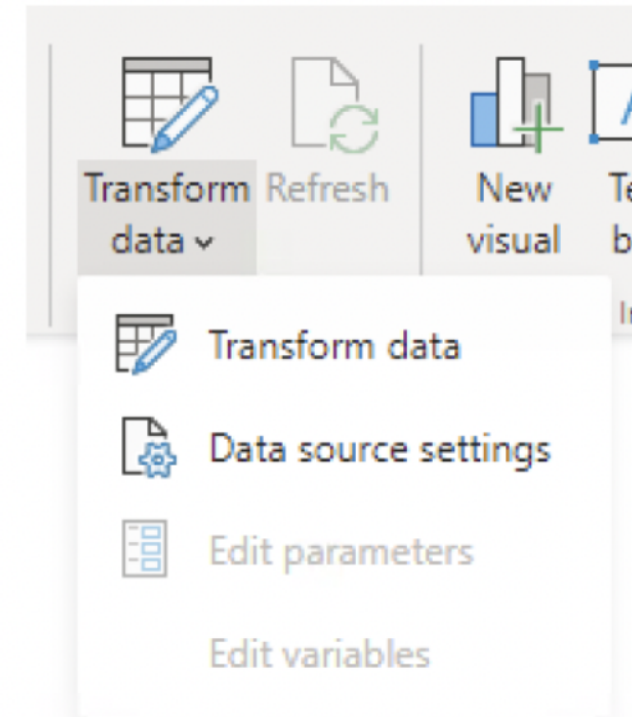 Transform Refresh New
data visual
Transform data
Data source settings
Edit parameters
Edit variables